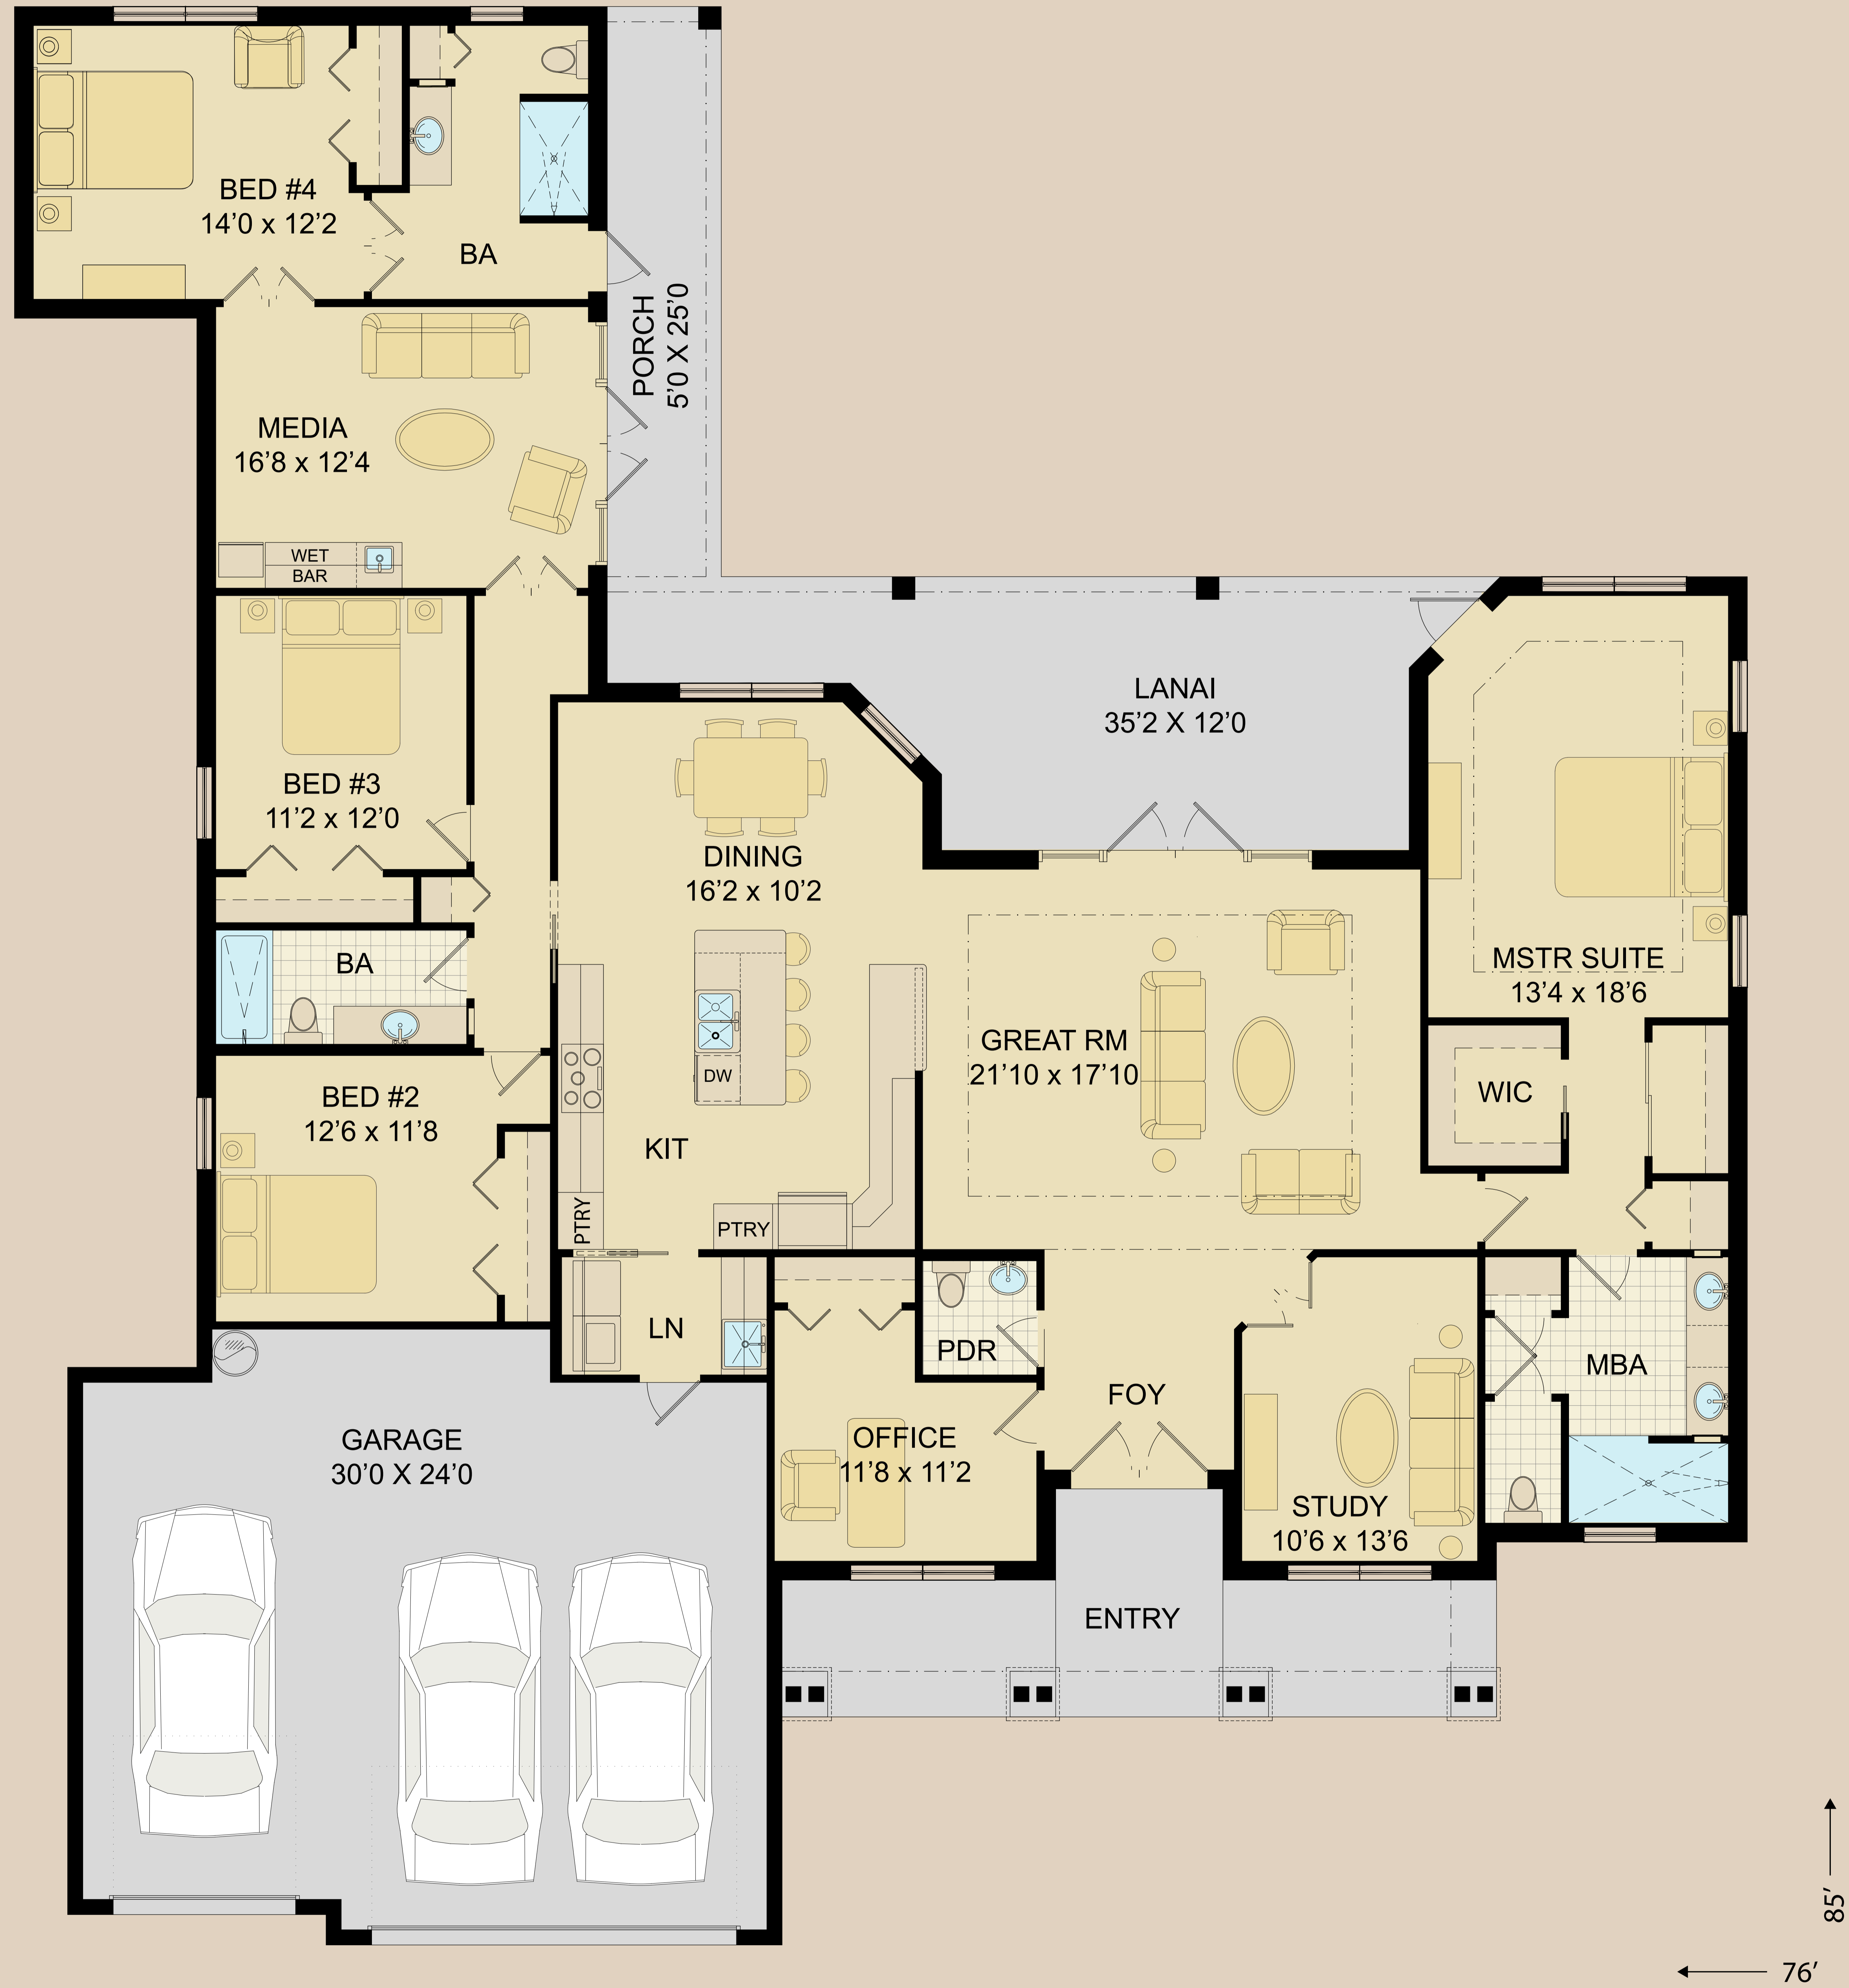 BED #4
14’0 x 12’2
BA
PORCH
5’0 X 25’0
MEDIA
16’8 x 12’4
WET
BAR
LANAI
35’2 X 12’0
BED #3
11’2 x 12’0
DINING
16’2 x 10’2
BA
MSTR SUITE
13’4 x 18’6
GREAT RM
21’10 x 17’10
DW
WIC
BED #2
12’6 x 11’8
KIT
PTRY
PTRY
LN
PDR
MBA
FOY
GARAGE
30’0 X 24’0
OFFICE
11’8 x 11’2
STUDY
10’6 x 13’6
ENTRY
85’
76’